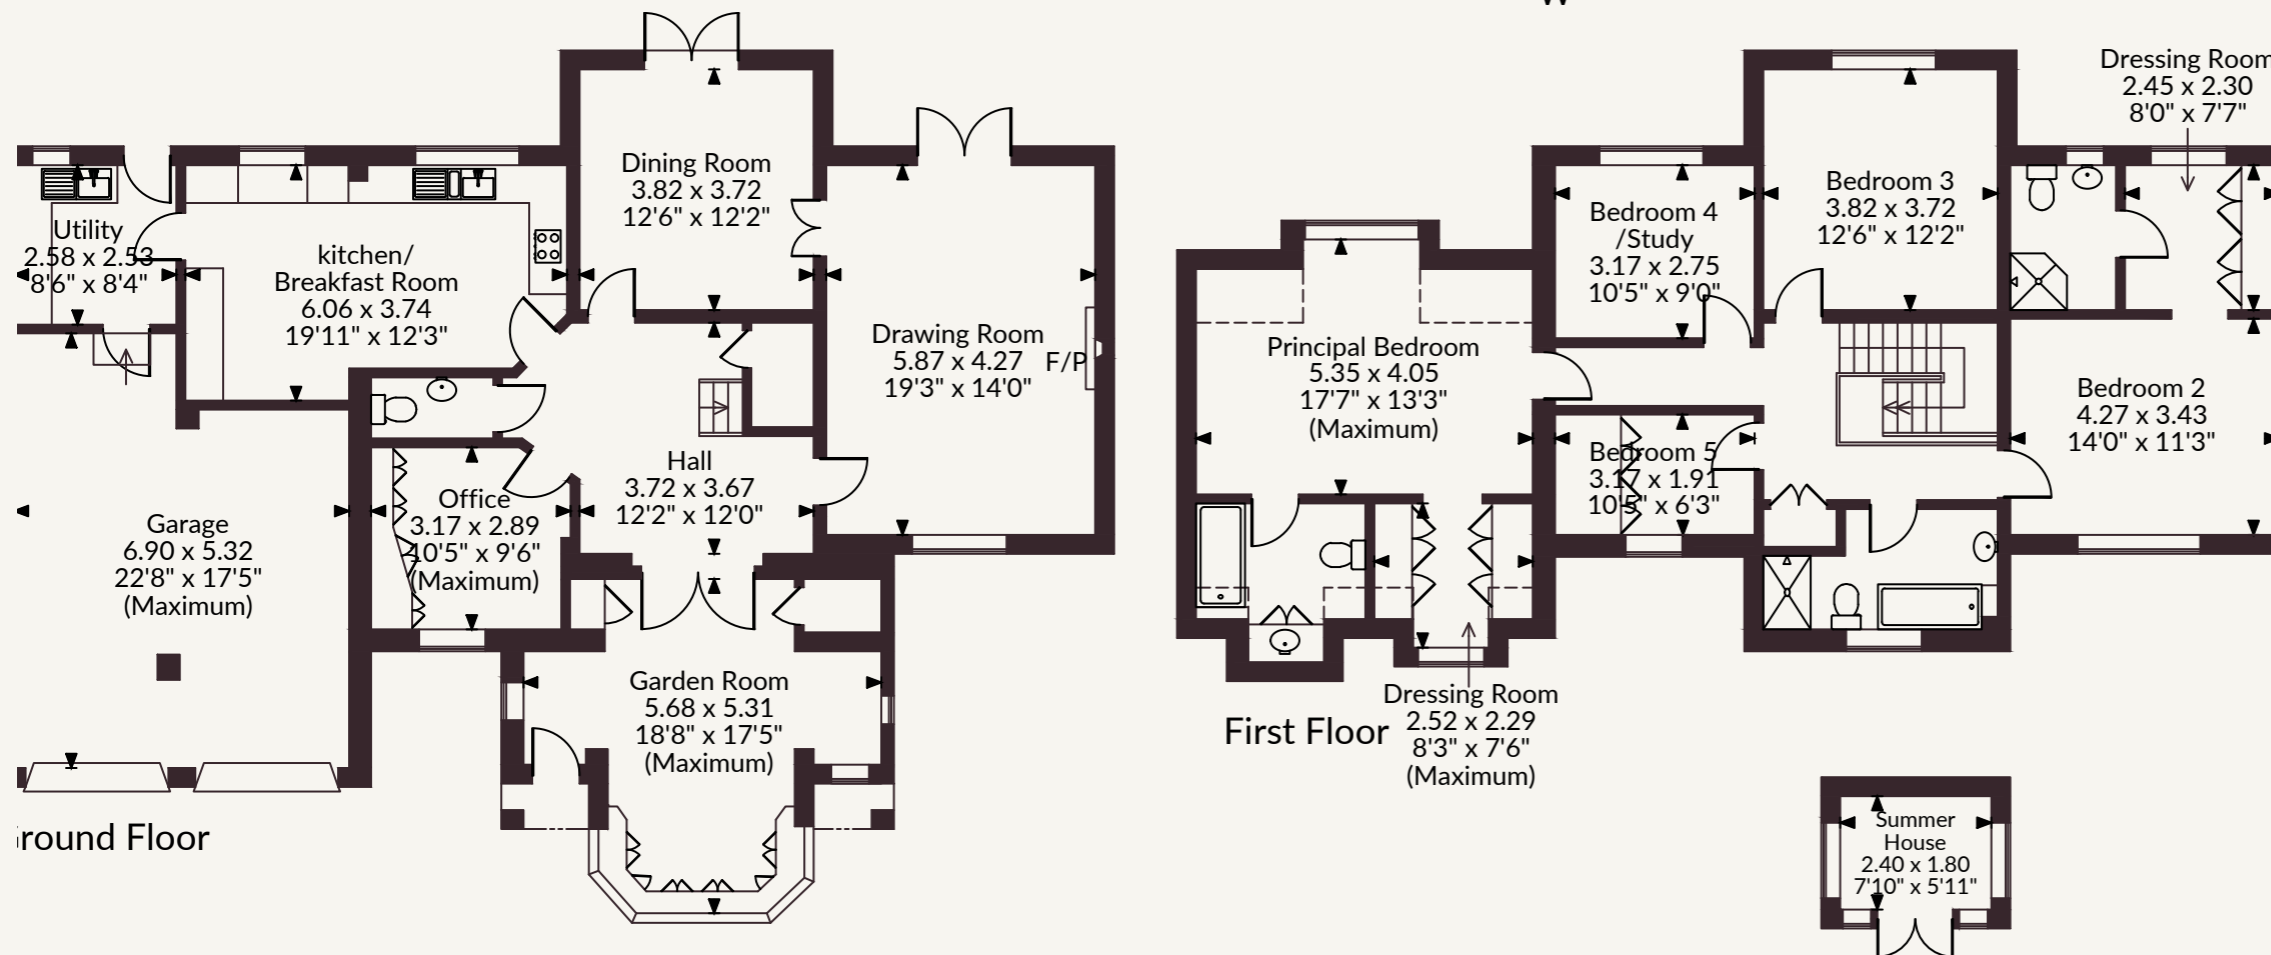 Utility
2.58 x 2.53
8'6" x 8'4"
kitchen/
Breakfast Room
6.06 x 3.74
19'11" x 12'3"
Dining Room
3.82 x 3.72
12'6" x 12'2"
Drawing Room
5.87 x 4.27
19'3" x 14'0"
F/P
Hall
3.72 x 3.67
12'2" x 12'0"
Office
3.17 x 2.89
10'5" x 9'6"
(Maximum)
Garage
6.90 x 5.32
22'8" x 17'5"
(Maximum)
Garden Room
5.68 x 5.31
18'8" x 17'5"
(Maximum)
Ground Floor
W
Dressing Room
2.45 x 2.30
8'0" x 7'7"
Bedroom 3
3.82 x 3.72
12'6" x 12'2"
Bedroom 4
/Study
3.17 x 2.75
10'5" x 9'0"
Principal Bedroom
5.35 x 4.05
17'7" x 13'3"
(Maximum)
Bedroom 2
4.27 x 3.43
14'0" x 11'3"
Bedroom 5
3.17 x 1.91
10'5" x 6'3"
Dressing Room
2.52 x 2.29
8'3" x 7'6"
(Maximum)
First Floor
Summer
House
2.40 x 1.80
7'10" x 5'11"